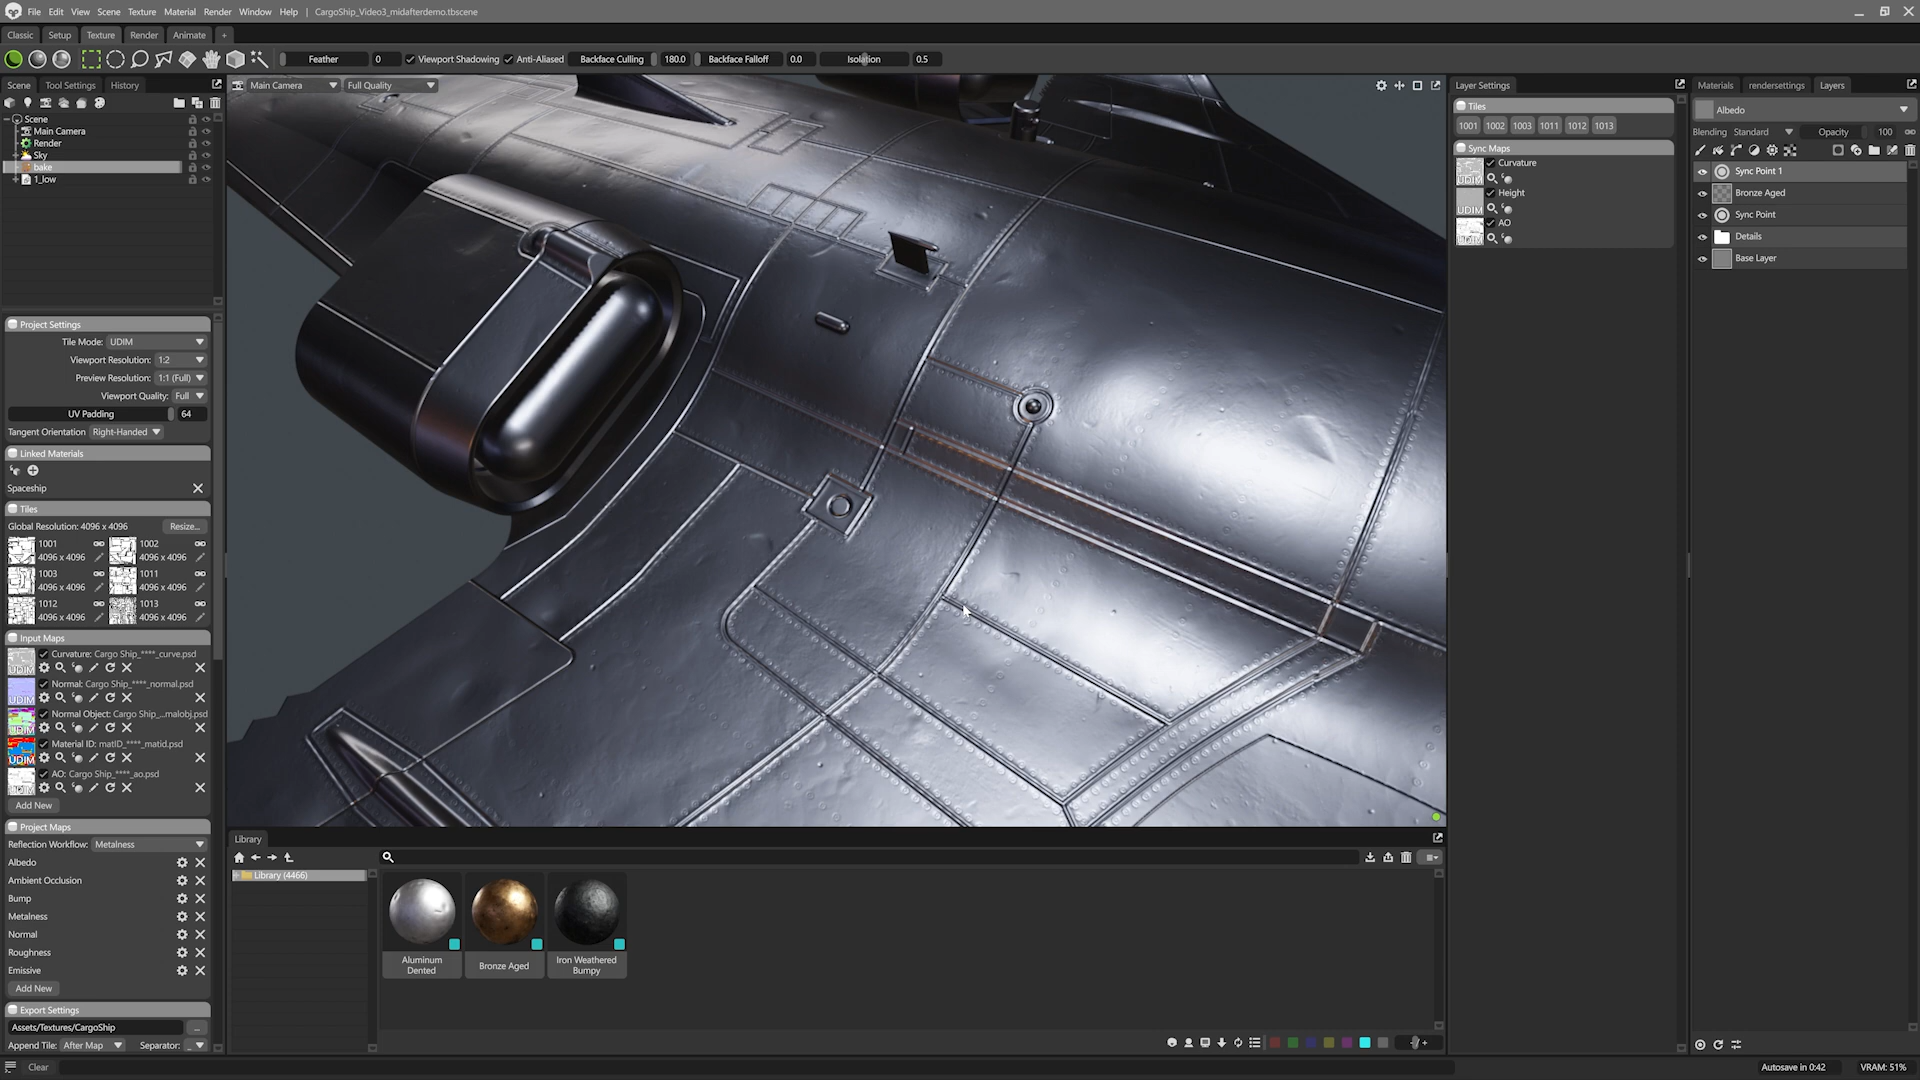 File Edit View Scene Texture Material Render Window Help | CargoShip_Video3_midafterdemo.tbscene
Classic Setup Texture Render Animate +
Feather 0 Viewport Shadowing Anti-Aliased Backface Culling 180.0 Backface Falloff 0.0 Isolation 0.5
Scene Tool Settings History
Main Camera Full Quality
Layer Settings
Materials rendersettings Layers
Scene
Main Camera
Render
Sky
bake
1_low
Tiles
1001 1002 1003 1011 1012 1013
Sync Maps
Curvature
UDIM
Height
UDIM
AO
UDIM
Albedo
Blending Standard Opacity 100
Sync Point 1
Bronze Aged
Sync Point
Details
Base Layer
Project Settings
Tile Mode: UDIM
Viewport Resolution: 1:2
Preview Resolution: 1:1 (Full)
Viewport Quality: Full
UV Padding 64
Tangent Orientation Right-Handed
Linked Materials
Spaceship
Tiles
Global Resolution: 4096 x 4096 Resize...
1001 1002
4096 x 4096 4096 x 4096
1003 1011
4096 x 4096 4096 x 4096
1012 1013
4096 x 4096 4096 x 4096
Input Maps
Curvature: Cargo Ship_****_curve.psd
UDIM
Normal: Cargo Ship_****_normal.psd
UDIM
Normal Object: Cargo Ship_...malobj.psd
UDIM
Material ID: matID_****_matid.psd
UDIM
AO: Cargo Ship_****_ao.psd
UDIM
Add New
Project Maps
Reflection Workflow: Metalness
Albedo
Ambient Occlusion
Bump
Metalness
Normal
Roughness
Emissive
Add New
Export Settings
Assets/Textures/CargoShip ...
Append Tile: After Map Separator: _
Library
Library (4466)
Aluminum Dented
Bronze Aged
Iron Weathered Bumpy
Clear
Autosave in 0:42 VRAM: 51%